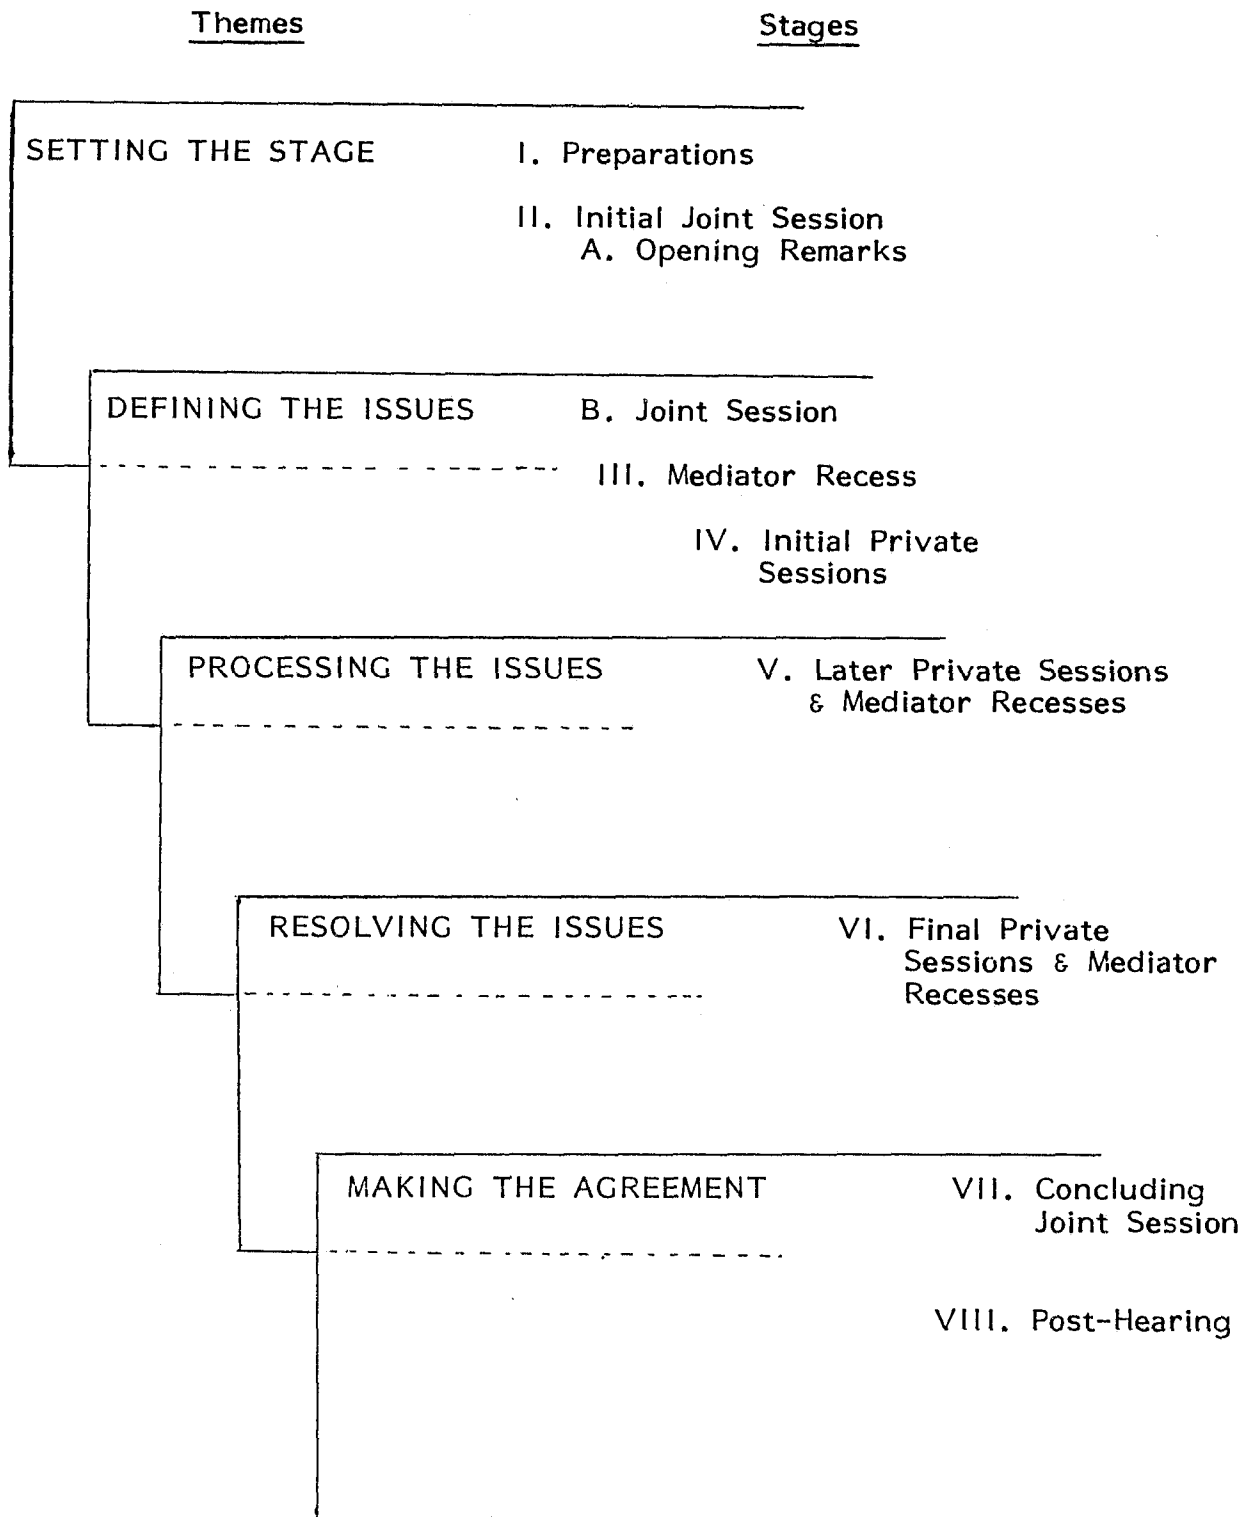 Themes Stages
SETTING THE STAGE I. Preparations
II. Initial Joint Session
A. Opening Remarks
DEFINING THE ISSUES B. Joint Session
III. Mediator Recess
IV. Initial Private
Sessions
PROCESSING THE ISSUES V. Later Private Sessions
& Mediator Recesses
RESOLVING THE ISSUES VI. Final Private
Sessions & Mediator
Recesses
MAKING THE AGREEMENT VII. Concluding
Joint Session
VIII. Post-Hearing